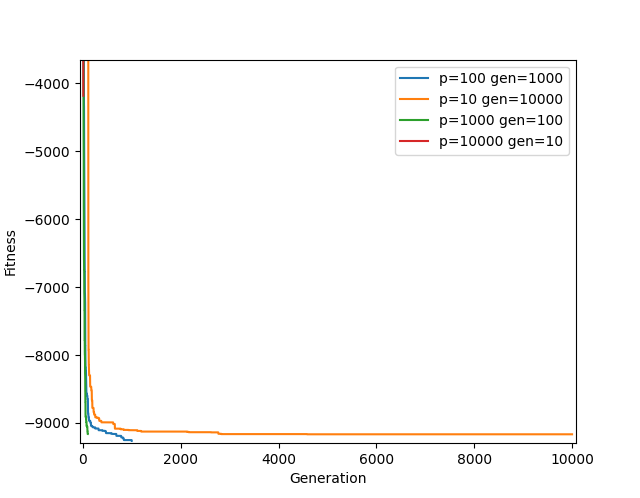 p=100 gen=1000
p=10 gen=10000
p=1000 gen=100
p=10000 gen=10
−4000
−5000
−6000
−7000
−8000
−9000
Fitness
0
2000
4000
6000
8000
10000
Generation